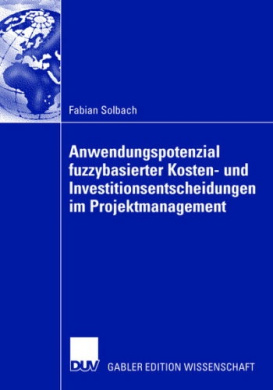 Fabian Solbach
Anwendungspotenzial
fuzzybasierter Kosten- und
Investitionsentscheidungen
im Projektmanagement
DUV
GABLER EDITION WISSENSCHAFT